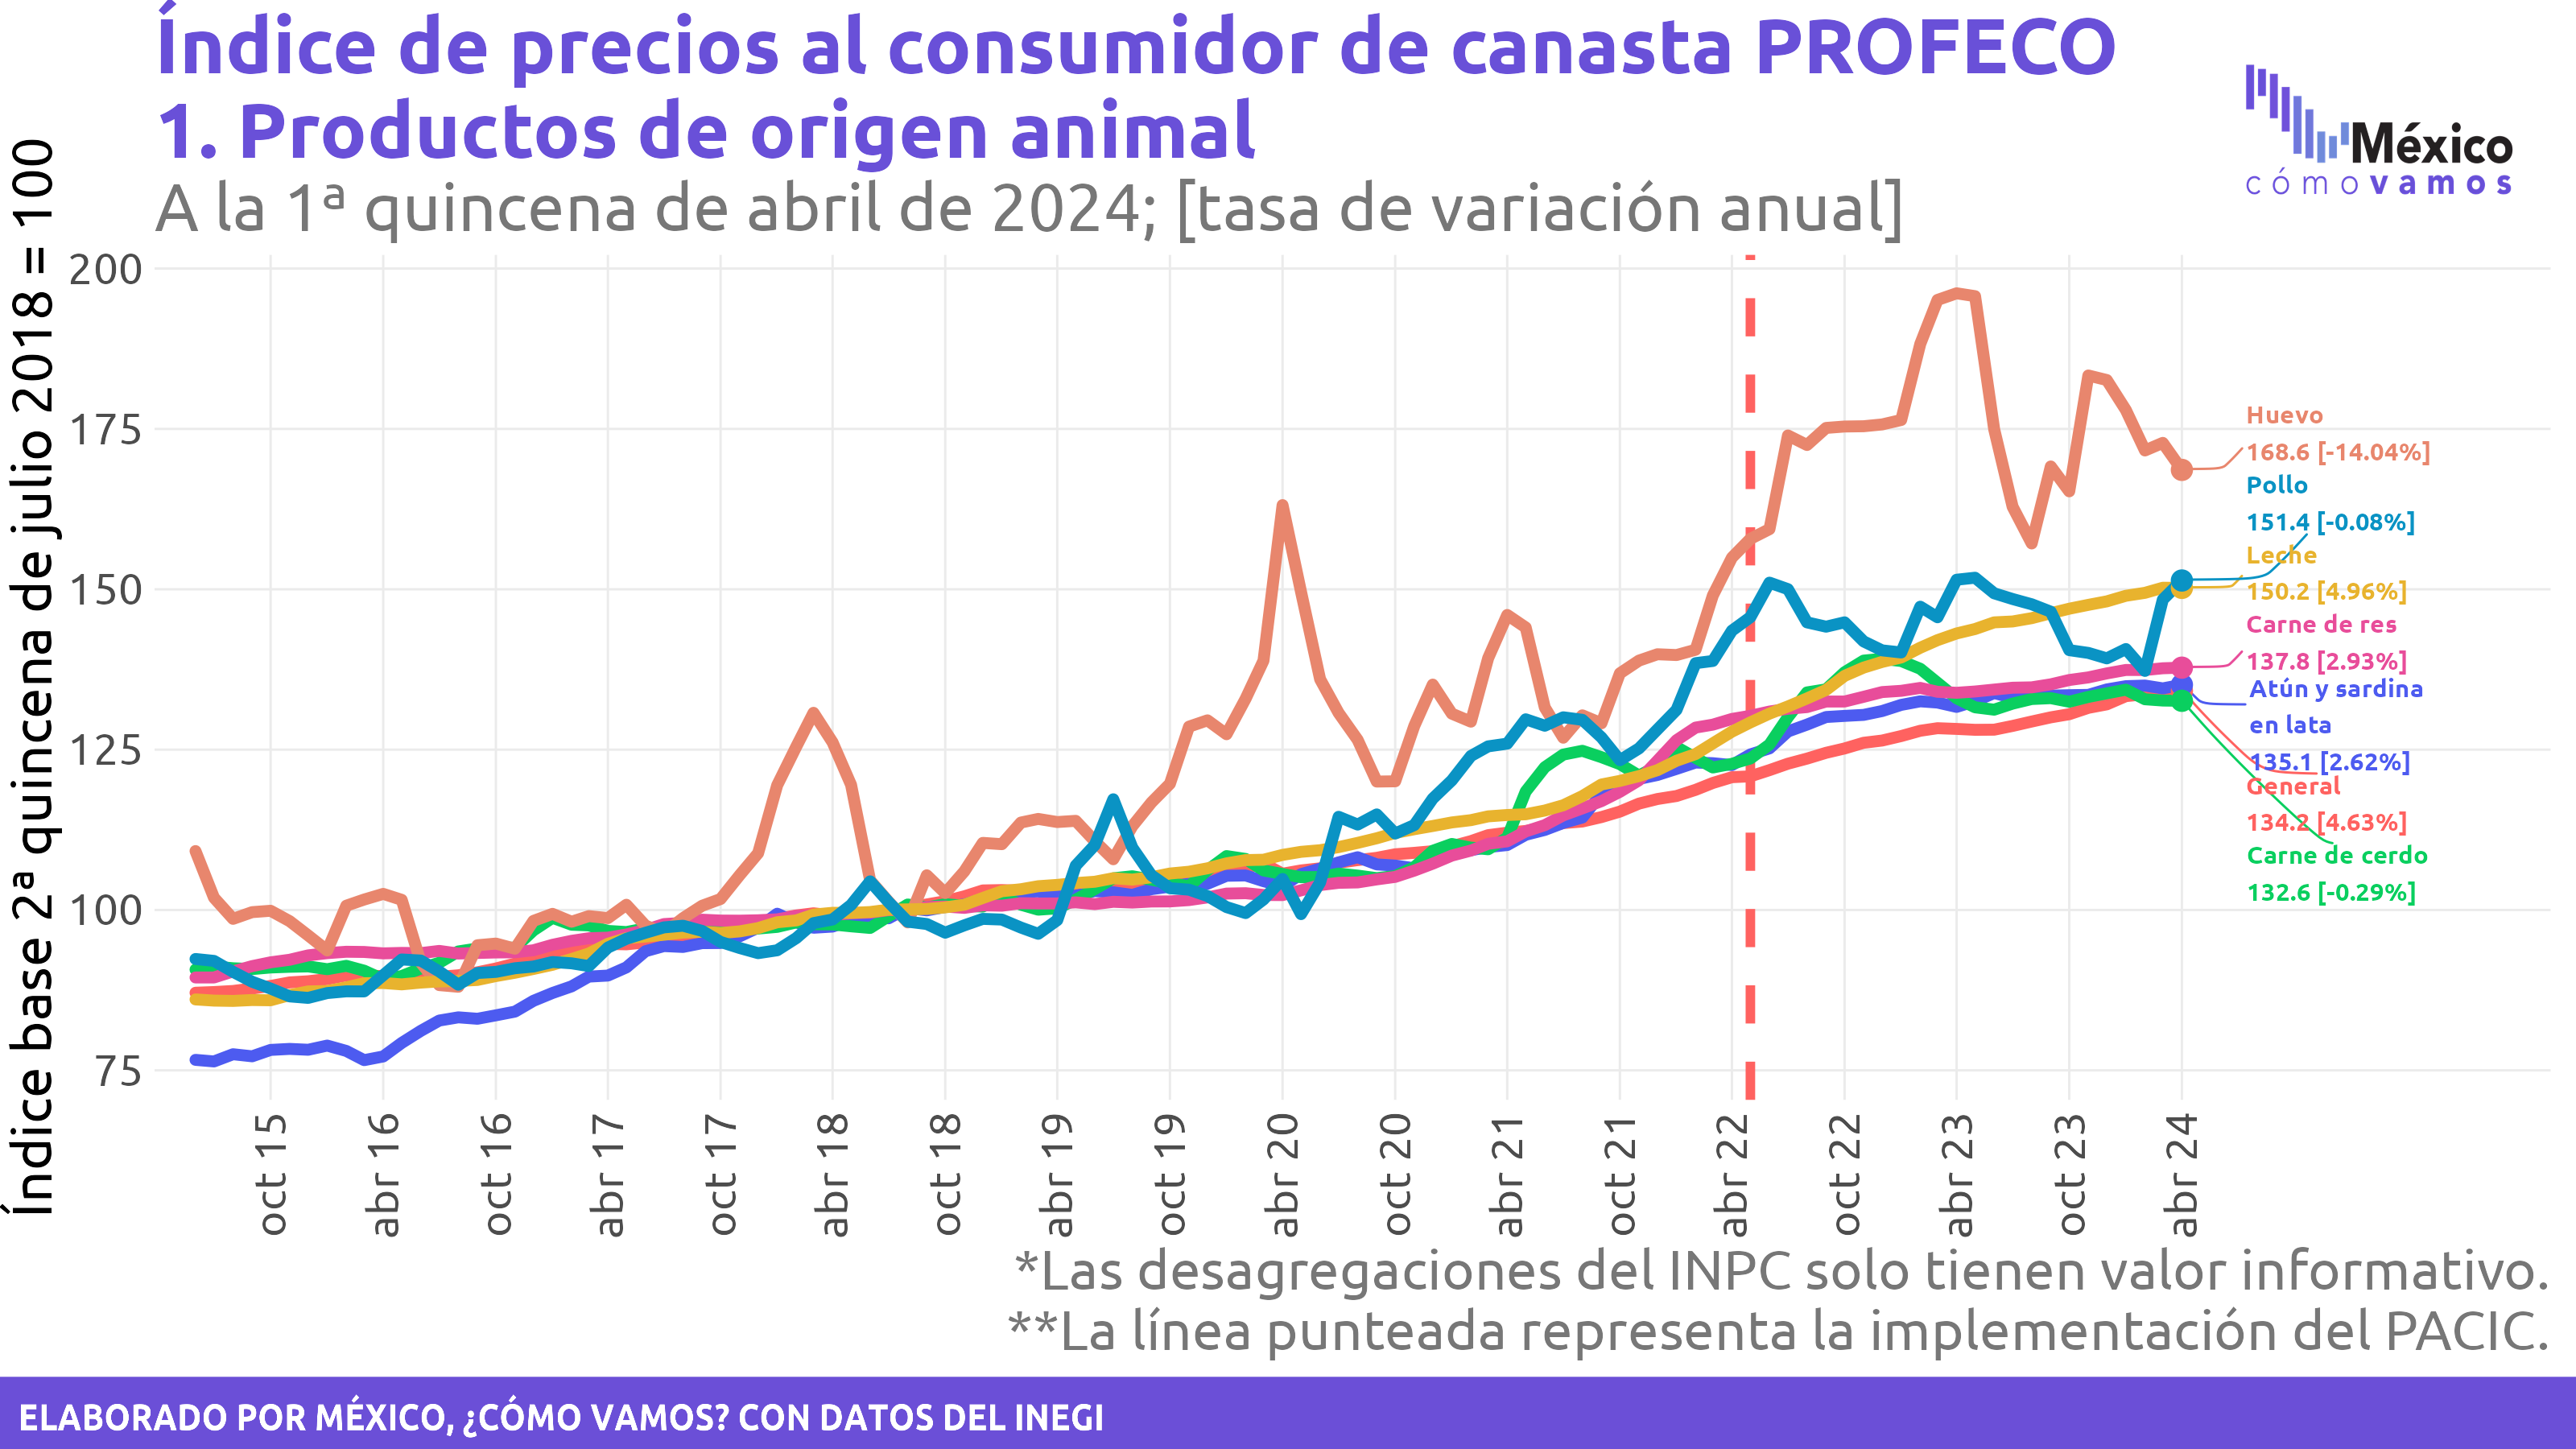 Índice de precios al consumidor de canasta PROFECO
1. Productos de origen animal
A la 1ª quincena de abril de 2024; [tasa de variación anual]
México
cómo vamos
Índice base 2ª quincena de julio 2018 = 100
200
175
150
125
100
75
Huevo
168.6 [-14.04%]
Pollo
151.4 [-0.08%]
Leche
150.2 [4.96%]
Carne de res
137.8 [2.93%]
Atún y sardina
en lata
135.1 [2.62%]
General
134.2 [4.63%]
Carne de cerdo
132.6 [-0.29%]
oct 15
abr 16
oct 16
abr 17
oct 17
abr 18
oct 18
abr 19
oct 19
abr 20
oct 20
abr 21
oct 21
abr 22
oct 22
abr 23
oct 23
abr 24
*Las desagregaciones del INPC solo tienen valor informativo.
**La línea punteada representa la implementación del PACIC.
ELABORADO POR MÉXICO, ¿CÓMO VAMOS? CON DATOS DEL INEGI